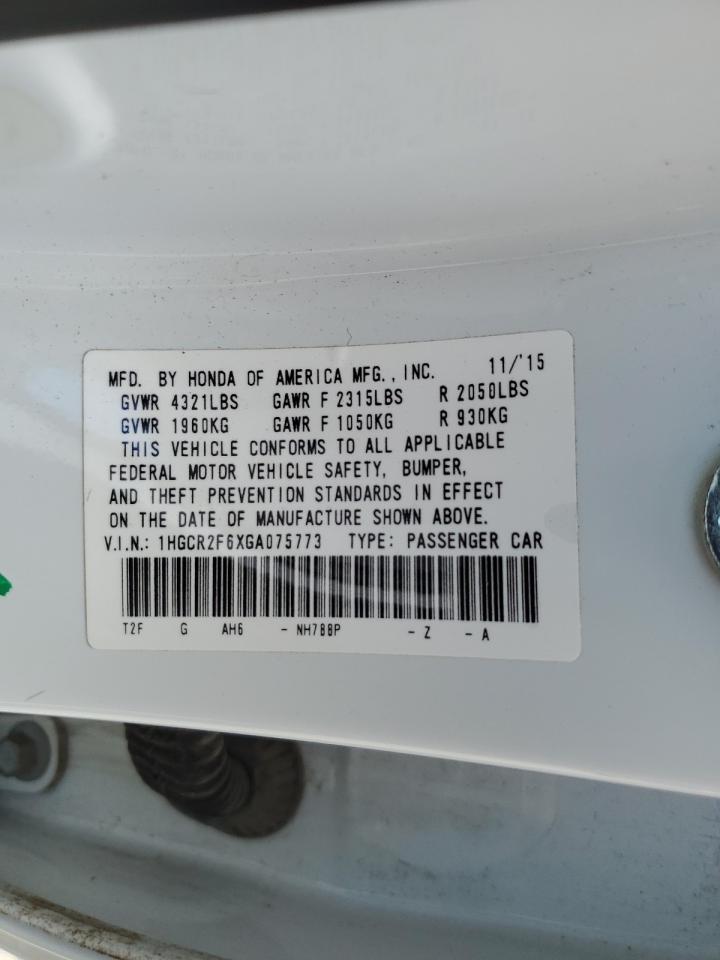 MFD. BY HONDA OF AMERICA MFG., INC. 11/'15
GVWR 4321LBS GAWR F 2315LBS R 2050LBS
GVWR 1960KG GAWR F 1050KG R 930KG
THIS VEHICLE CONFORMS TO ALL APPLICABLE
FEDERAL MOTOR VEHICLE SAFETY, BUMPER,
AND THEFT PREVENTION STANDARDS IN EFFECT
ON THE DATE OF MANUFACTURE SHOWN ABOVE.
V.I.N.: 1HGCR2F6XGA075773 TYPE: PASSENGER CAR
T2F G AH6 - NH788P - Z - A